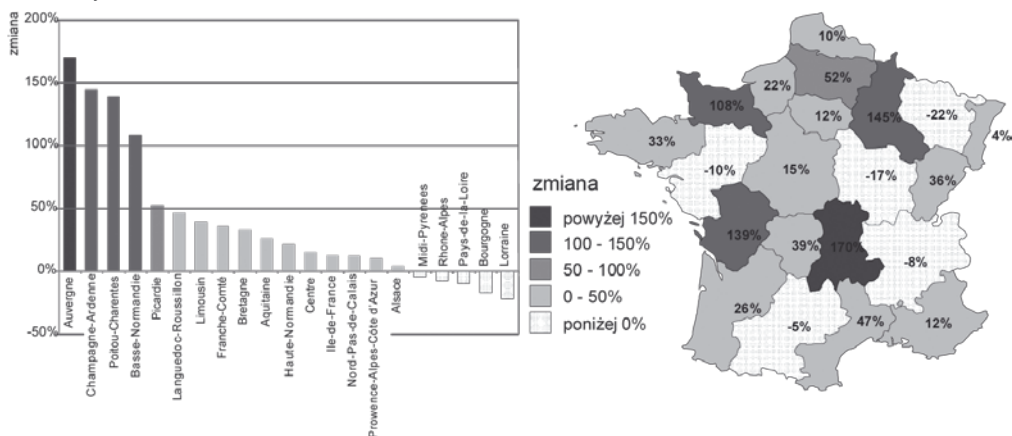 zmiana
200%
150%
100%
50%
0%
-50%
Auvergne
Champagne-Ardenne
Poitou-Charentes
Basse-Normandie
Picardie
Languedoc-Roussillon
Limousin
Franche-Comté
Bretagne
Aquitaine
Haute-Normandie
Centre
Ile-de-France
Nord-Pas-de-Calais
Prowence-Alpes-Côte d'Azur
Alsace
Midi-Pyrenees
Rhone-Alpes
Pays-de-la-Loire
Bourgogne
Lorraine
zmiana
powyżej 150%
100 - 150%
50 - 100%
0 - 50%
poniżej 0%
10%
52%
22%
108%
12%
145%
-22%
4%
33%
-10%
15%
-17%
36%
139%
39%
170%
-8%
26%
-5%
47%
12%